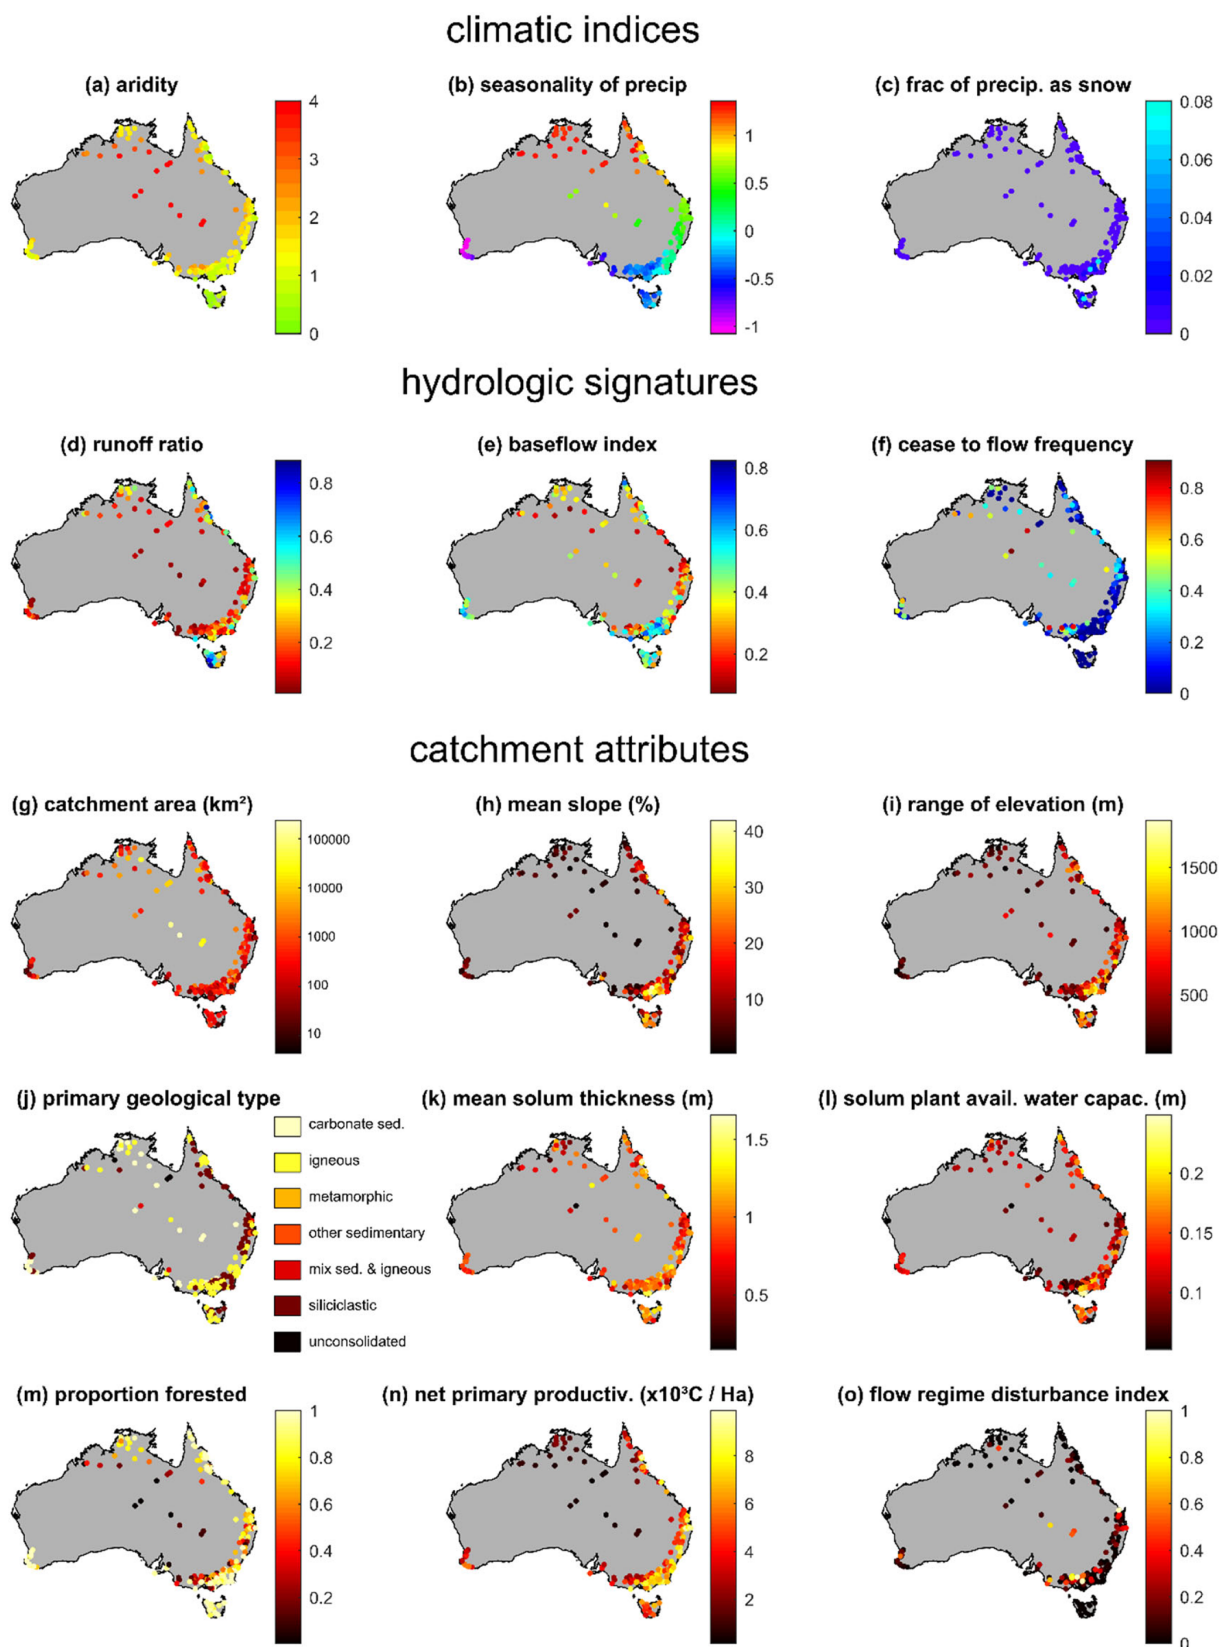 climatic indices
(a) aridity
4
3
2
1
0
(b) seasonality of precip
1
0.5
0
-0.5
-1
(c) frac of precip. as snow
0.08
0.06
0.04
0.02
0
hydrologic signatures
(d) runoff ratio
0.8
0.6
0.4
0.2
(e) baseflow index
0.8
0.6
0.4
0.2
(f) cease to flow frequency
0.8
0.6
0.4
0.2
0
catchment attributes
(g) catchment area (km²)
100000
10000
1000
100
10
(h) mean slope (%)
40
30
20
10
(i) range of elevation (m)
1500
1000
500
(j) primary geological type
carbonate sed.
igneous
metamorphic
other sedimentary
mix sed. & igneous
siliciclastic
unconsolidated
(k) mean solum thickness (m)
1.5
1
0.5
(l) solum plant avail. water capac. (m)
0.2
0.15
0.1
(m) proportion forested
1
0.8
0.6
0.4
0.2
(n) net primary productiv. (x10³C / Ha)
8
6
4
2
(o) flow regime disturbance index
1
0.8
0.6
0.4
0.2
0